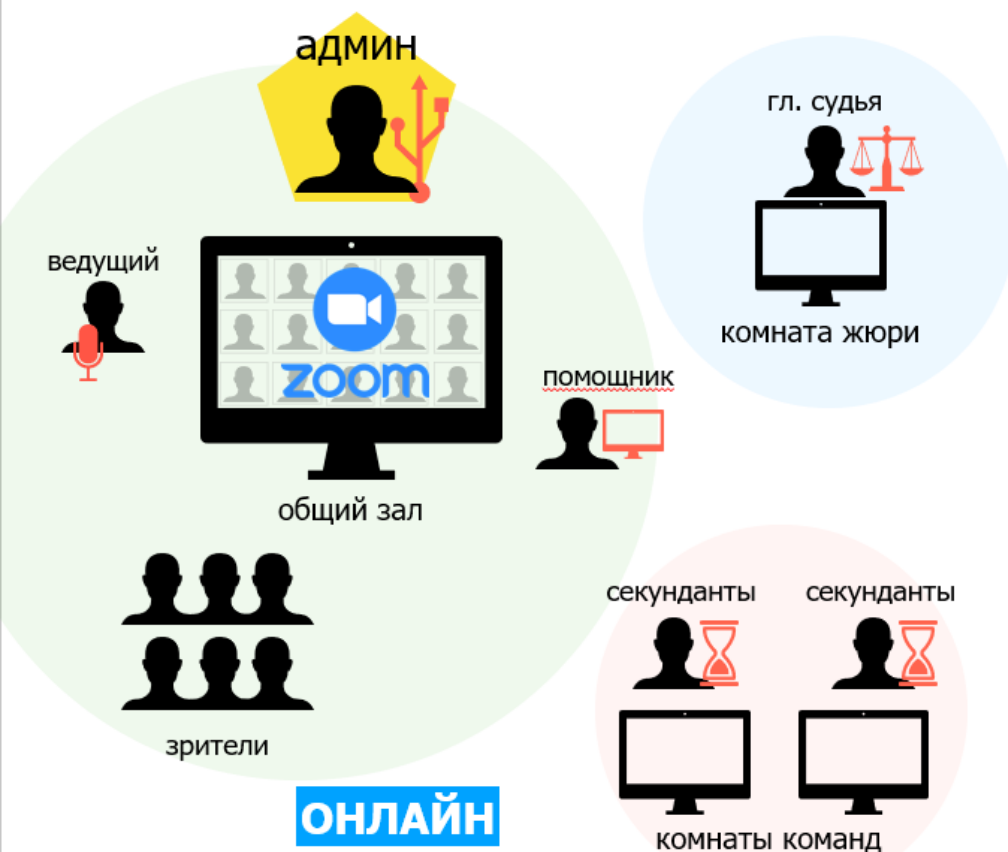 админ
гл. судья
ведущий
zoom
комната жюри
помощник
общий зал
секунданты
секунданты
зрители
ОНЛАЙН
комнаты команд